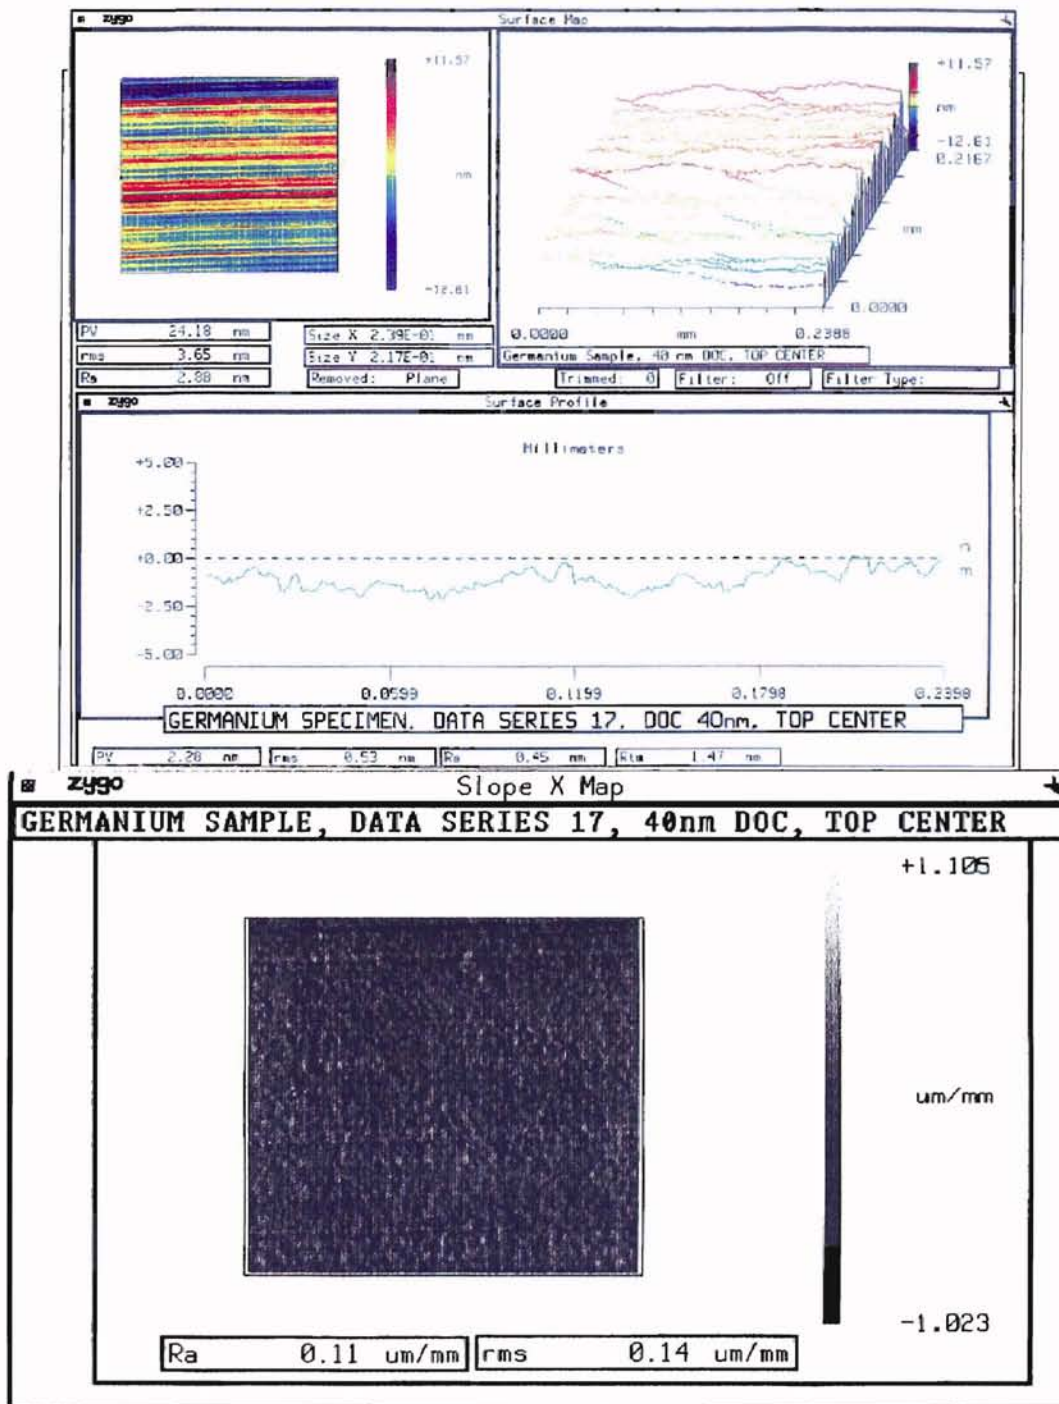 zygo
Surface Map
+11.57
nm
-12.61
+11.57
nm
-12.61
0.2167
mm
0.0000
0.0000 mm 0.2388
Germanium Sample, 40 nm DOC, TOP CENTER
PV 24.18 nm
rms 3.65 nm
Ra 2.88 nm
Size X 2.39E-01 mm
Size Y 2.17E-01 mm
Removed: Plane
Trimmed: 0
Filter: Off
Filter Type:
zygo
Surface Profile
Millimeters
+5.00
+2.50
+0.00
-2.50
-5.00
n
m
0.0000 0.0599 0.1199 0.1798 0.2398
GERMANIUM SPECIMEN, DATA SERIES 17, DOC 40nm, TOP CENTER
PV 2.28 nm
rms 0.53 nm
Ra 0.45 nm
Rtm 1.47 nm
zygo
Slope X Map
GERMANIUM SAMPLE, DATA SERIES 17, 40nm DOC, TOP CENTER
+1.105
um/mm
-1.023
Ra 0.11 um/mm
rms 0.14 um/mm